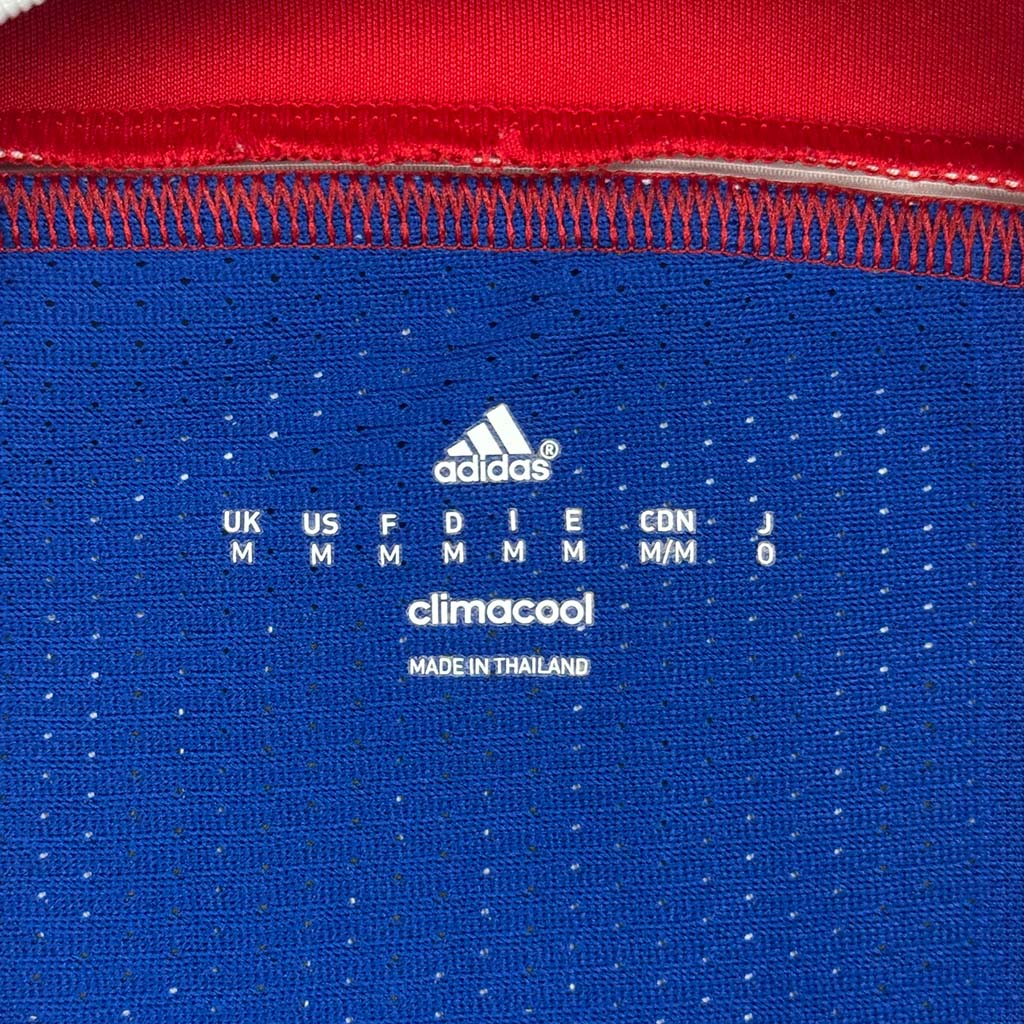 adidas®
UK US F D I E CDN J
M M M M M M M/M O
climacool
MADE IN THAILAND